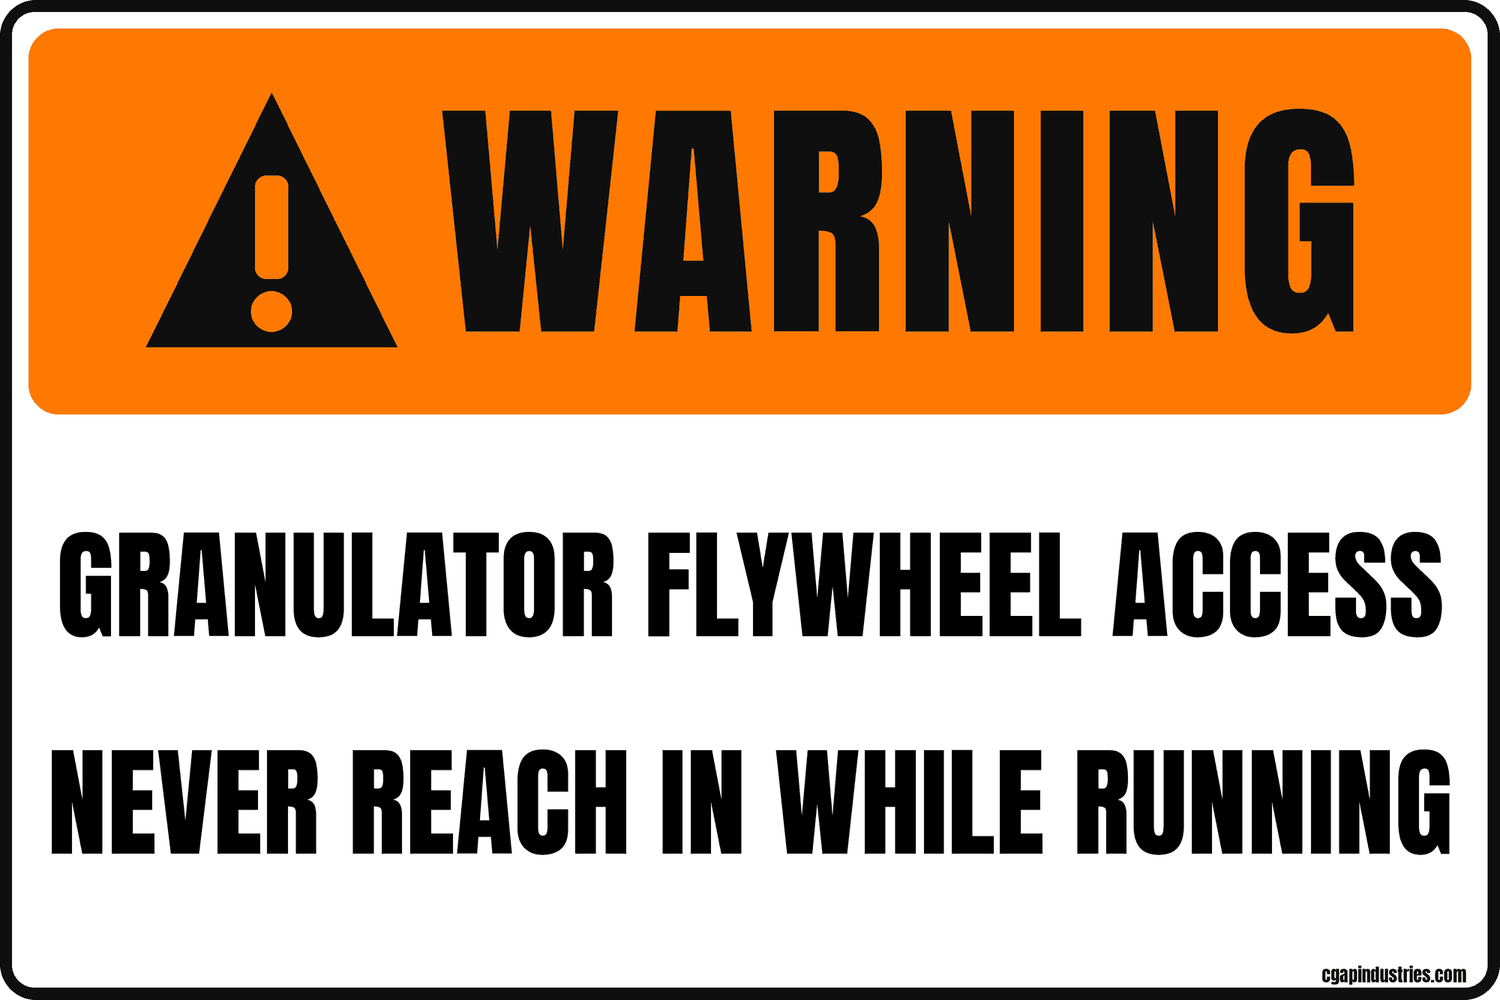 WARNING
GRANULATOR FLYWHEEL ACCESS
NEVER REACH IN WHILE RUNNING
cgapindustries.com